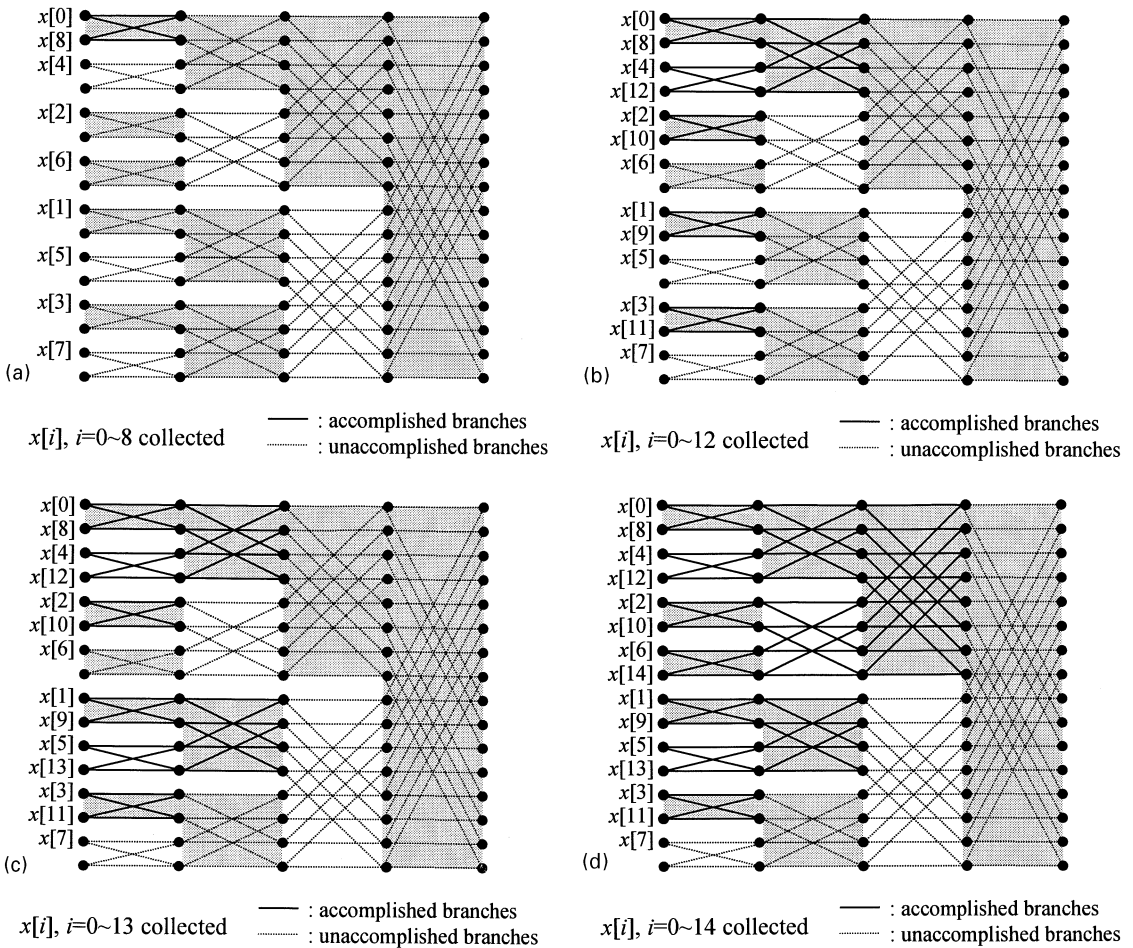 x[0]
x[8]
x[4]
x[2]
x[6]
x[1]
x[5]
x[3]
x[7]
(a)
x[i], i=0~8 collected
: accomplished branches
: unaccomplished branches
x[0]
x[8]
x[4]
x[12]
x[2]
x[10]
x[6]
x[1]
x[9]
x[5]
x[3]
x[11]
x[7]
(b)
x[i], i=0~12 collected
: accomplished branches
: unaccomplished branches
x[0]
x[8]
x[4]
x[12]
x[2]
x[10]
x[6]
x[1]
x[9]
x[5]
x[13]
x[3]
x[11]
x[7]
(c)
x[i], i=0~13 collected
: accomplished branches
: unaccomplished branches
x[0]
x[8]
x[4]
x[12]
x[2]
x[10]
x[6]
x[14]
x[1]
x[9]
x[5]
x[13]
x[3]
x[11]
x[7]
(d)
x[i], i=0~14 collected
: accomplished branches
: unaccomplished branches